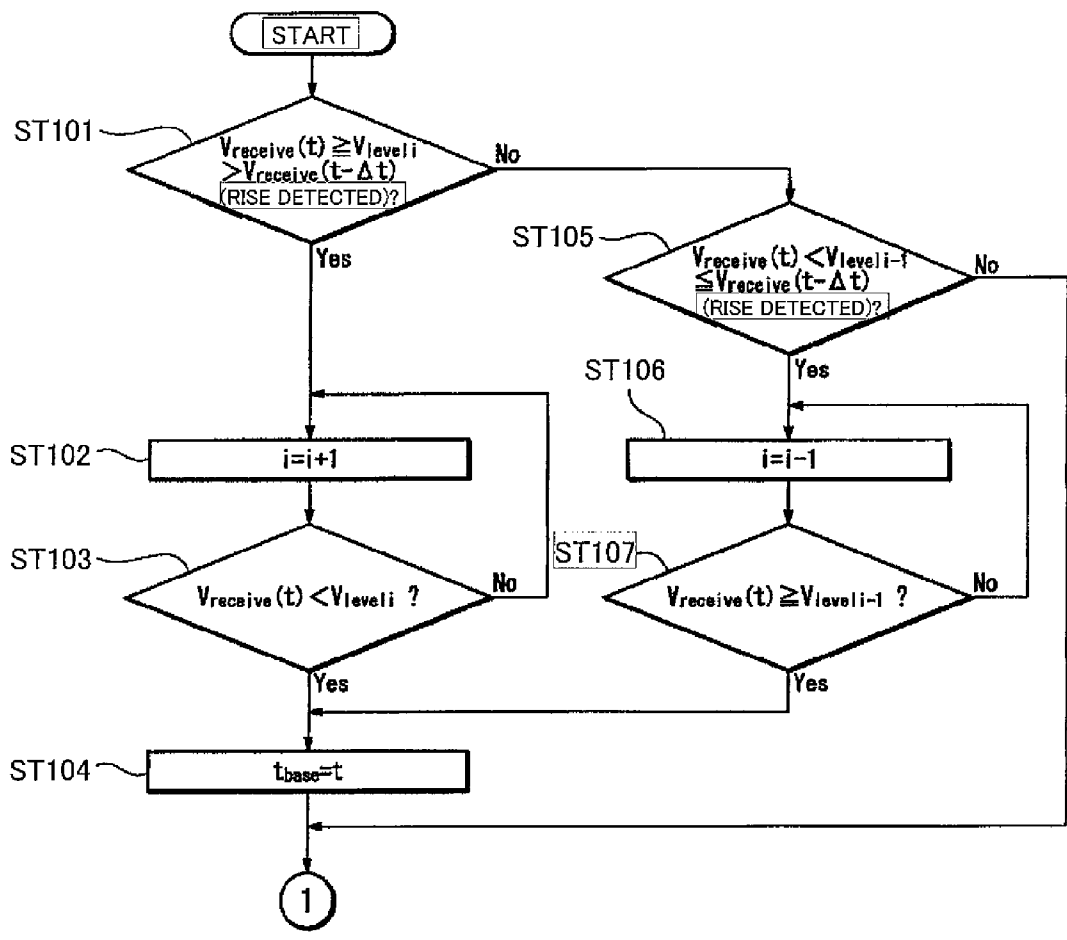 START
ST101
Vreceive(t)≧Vleveli
>Vreceive(t-Δt)
(RISE DETECTED)?
No
Yes
ST105
Vreceive(t)<Vleveli-1
≦Vreceive(t-Δt)
(RISE DETECTED)?
No
Yes
ST102
i=i+1
ST106
i=i-1
ST103
Vreceive(t)<Vleveli ?
No
Yes
ST107
Vreceive(t)≧Vleveli-1 ?
No
Yes
ST104
tbase=t
1